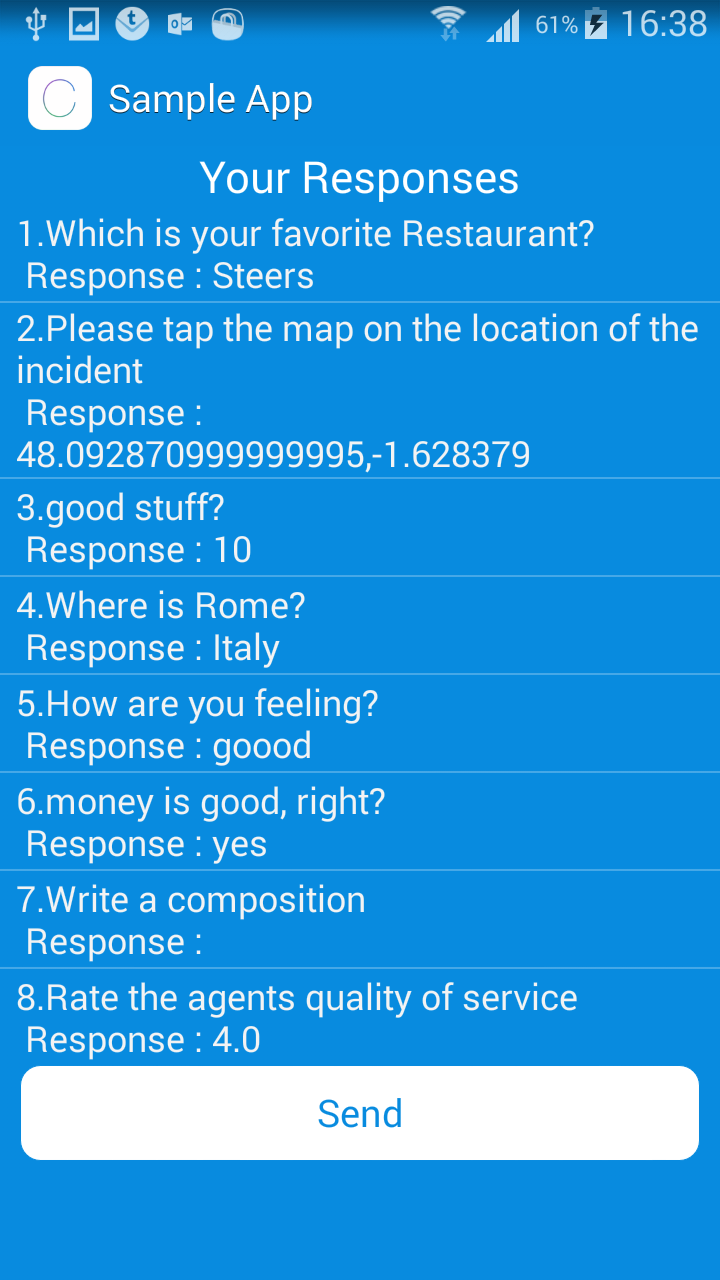 61% 16:38
Sample App
Your Responses
1.Which is your favorite Restaurant?
Response : Steers
2.Please tap the map on the location of the
incident
Response :
48.092870999999995,-1.628379
3.good stuff?
Response : 10
4.Where is Rome?
Response : Italy
5.How are you feeling?
Response : goood
6.money is good, right?
Response : yes
7.Write a composition
Response :
8.Rate the agents quality of service
Response : 4.0
Send